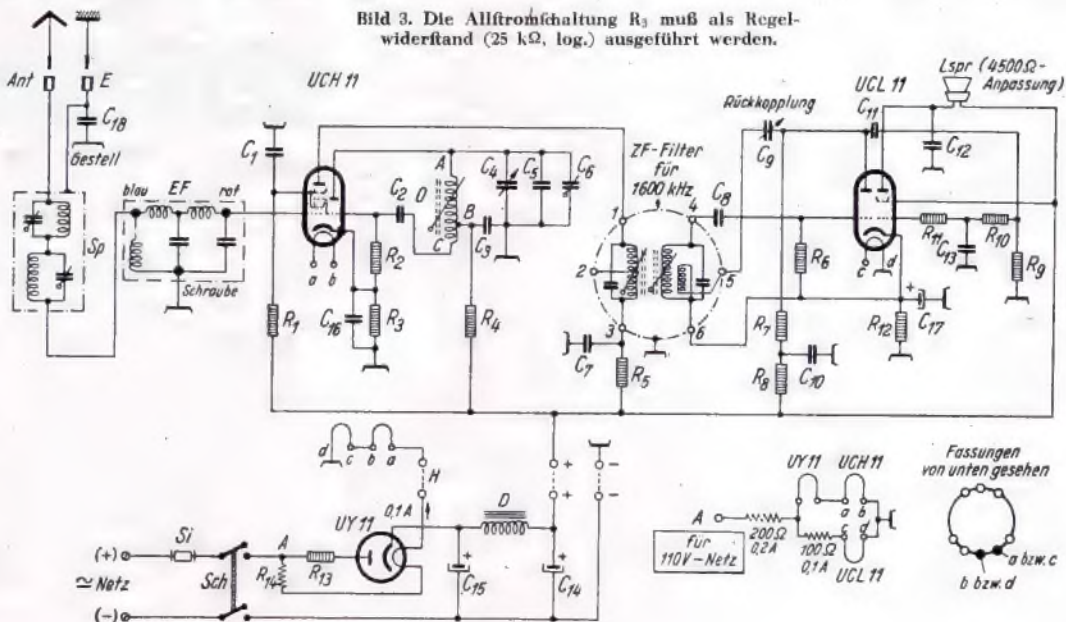 Bild 3. Die Allſtromſchaltung R₃ muß als Regel-
widerſtand (25 kΩ, log.) ausgeführt werden.
Ant
E
C₁₈
Gestell
UCH 11
UCL 11
Lspr (4500Ω-
Anpassung)
Rückkopplung
ZF-Filter
für
1600 kHz
C₁
C₂
A
O
B
C
C₃
C₄
C₅
C₆
C₉
C₁₁
C₁₂
C₈
blau
EF
rot
Sp
Schraube
a
b
R₂
R₁
C₁₆
R₃
R₄
1
4
2
5
3
6
C₇
R₅
R₆
R₇
R₈
C₁₀
c
d
R₁₁
C₁₃
R₁₀
R₉
R₁₂
+
C₁₇
d
c
b
a
H
0,1 A
UY 11
D
+
+
-
-
(+)
Si
A
≃ Netz
Sch
R₁₄
R₁₃
+
C₁₅
+
C₁₄
(-)
UY 11
UCH 11
A
200Ω
0,2A
a
b
c
d
100Ω
0,1A
UCL 11
für
110V-Netz
Fassungen
von unten gesehen
a bzw. c
b bzw. d